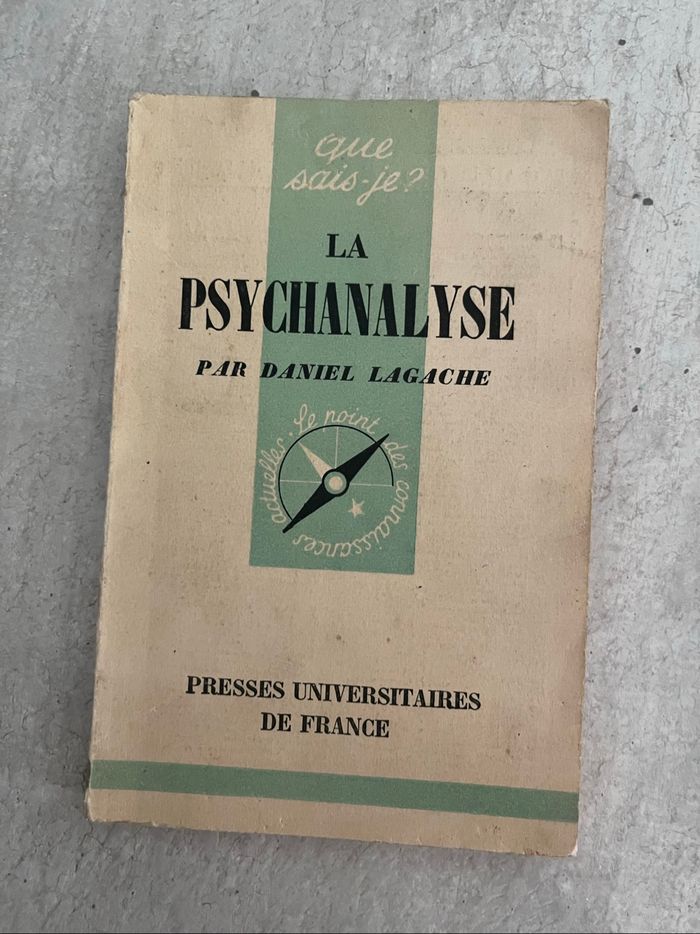 que
sais-je?
LA
PSYCHANALYSE
PAR DANIEL LAGACHE
Le point des connaissances actuelles.
PRESSES UNIVERSITAIRES
DE FRANCE